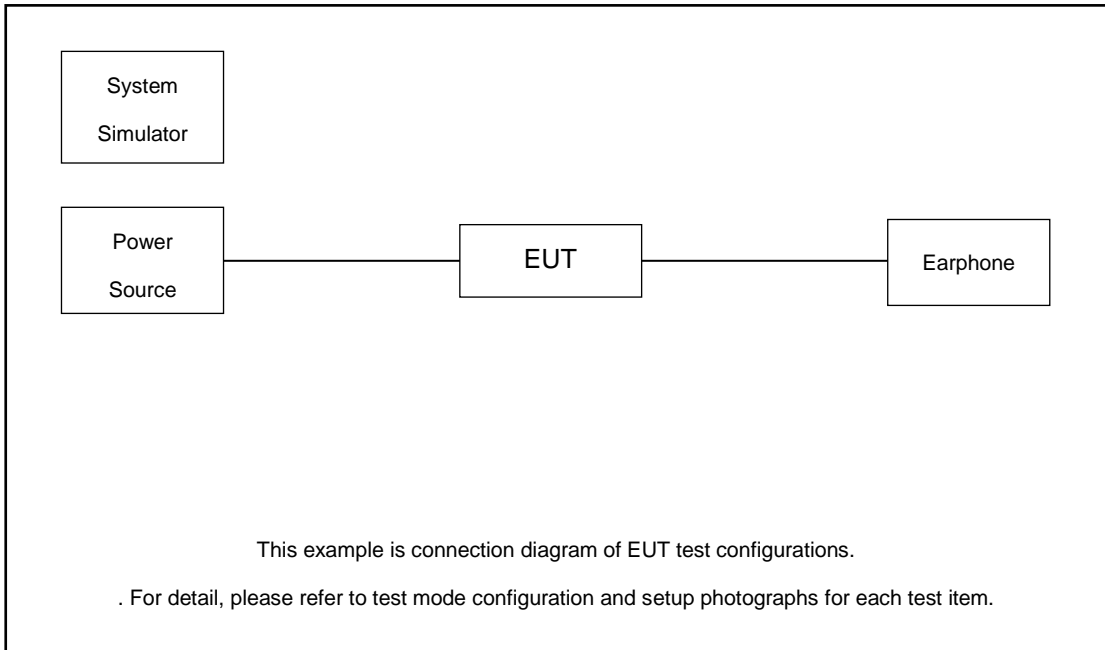 System
Simulator
Power
Source
EUT
Earphone
This example is connection diagram of EUT test configurations.
. For detail, please refer to test mode configuration and setup photographs for each test item.